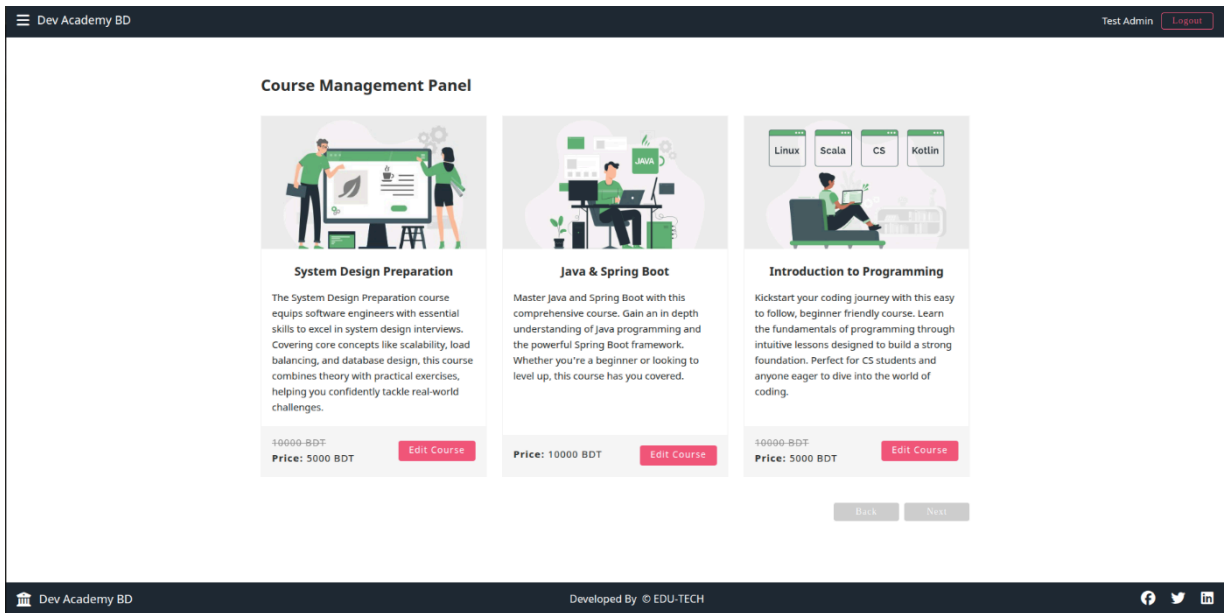 Dev Academy BD
Test Admin
Logout
Course Management Panel
JAVA
Linux
Scala
CS
Kotlin
System Design Preparation
The System Design Preparation course
equips software engineers with essential
skills to excel in system design interviews.
Covering core concepts like scalability, load
balancing, and database design, this course
combines theory with practical exercises,
helping you confidently tackle real-world
challenges.
10000 BDT
Price: 5000 BDT
Edit Course
Java & Spring Boot
Master Java and Spring Boot with this
comprehensive course. Gain an in depth
understanding of Java programming and
the powerful Spring Boot framework.
Whether you're a beginner or looking to
level up, this course has you covered.
Price: 10000 BDT
Edit Course
Introduction to Programming
Kickstart your coding journey with this easy
to follow, beginner friendly course. Learn
the fundamentals of programming through
intuitive lessons designed to build a strong
foundation. Perfect for CS students and
anyone eager to dive into the world of
coding.
10000 BDT
Price: 5000 BDT
Edit Course
Back
Next
Dev Academy BD
Developed By © EDU-TECH